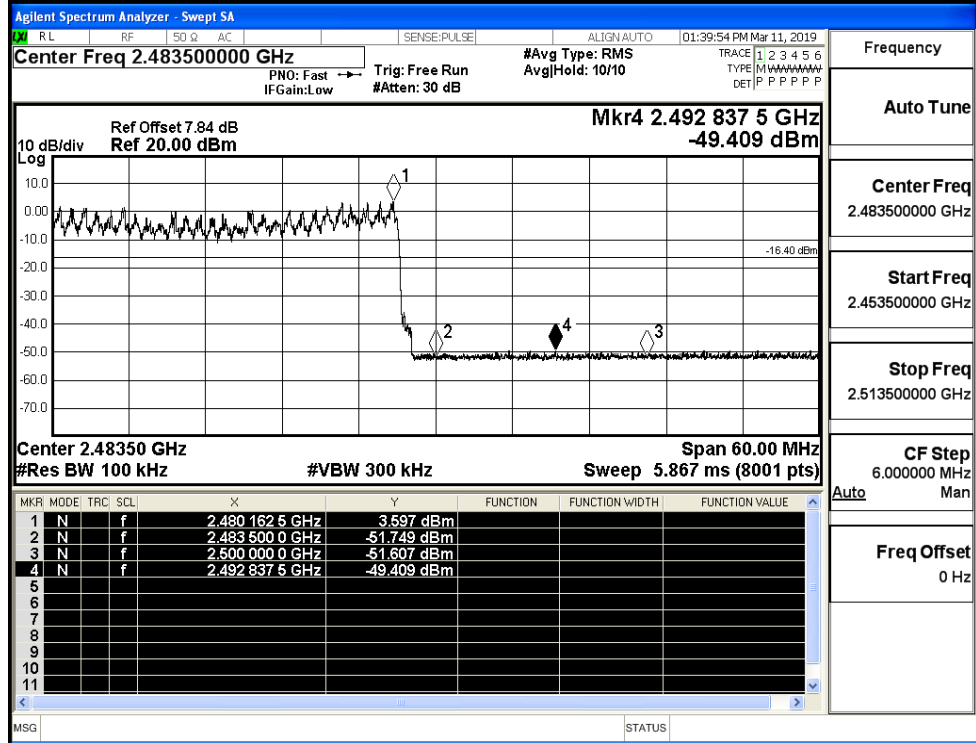 Agilent Spectrum Analyzer - Swept SA
LXI RL RF 50 Ω AC SENSE:PULSE ALIGN AUTO 01:39:54 PM Mar 11, 2019
Center Freq 2.483500000 GHz
PNO: Fast
IFGain:Low
Trig: Free Run
#Atten: 30 dB
#Avg Type: RMS
Avg|Hold: 10/10
TRACE 1 2 3 4 5 6
TYPE M
DET P P P P P P
Mkr4 2.492 837 5 GHz
-49.409 dBm
Ref Offset 7.84 dB
10 dB/div Ref 20.00 dBm
Log
10.0
0.00
-10.0
-20.0
-30.0
-40.0
-50.0
-60.0
-70.0
1
-16.40 dBm
2
4
3
Center 2.48350 GHz Span 60.00 MHz
#Res BW 100 kHz #VBW 300 kHz Sweep 5.867 ms (8001 pts)
MKR MODE TRC SCL X Y FUNCTION FUNCTION WIDTH FUNCTION VALUE
1 N f 2.480 162 5 GHz 3.597 dBm
2 N f 2.483 500 0 GHz -51.749 dBm
3 N f 2.500 000 0 GHz -51.607 dBm
4 N f 2.492 837 5 GHz -49.409 dBm
5
6
7
8
9
10
11
MSG STATUS
Frequency
Auto Tune
Center Freq
2.483500000 GHz
Start Freq
2.453500000 GHz
Stop Freq
2.513500000 GHz
CF Step
6.000000 MHz
Auto Man
Freq Offset
0 Hz